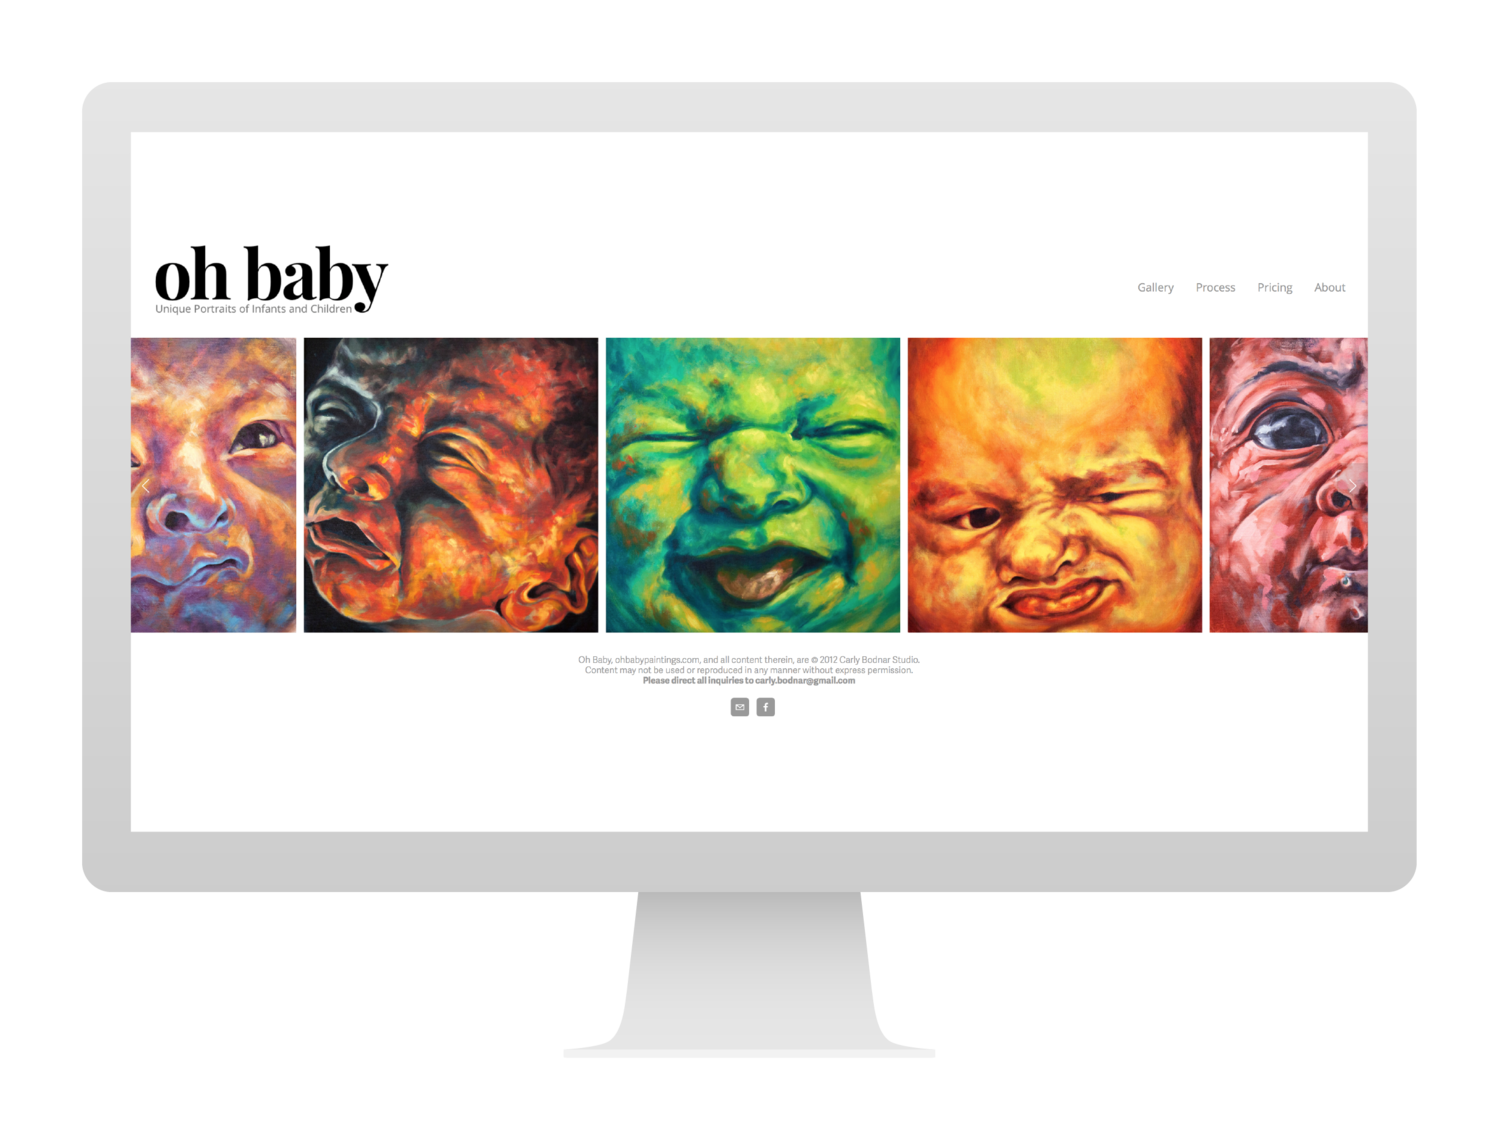 oh baby
Unique Portraits of Infants and Children
Gallery Process Pricing About
Oh Baby, ohbabypaintings.com, and all content therein, are © 2012 Carly Bodnar Studio.
Content may not be used or reproduced in any manner without express permission.
Please direct all inquiries to carly.bodnar@gmail.com